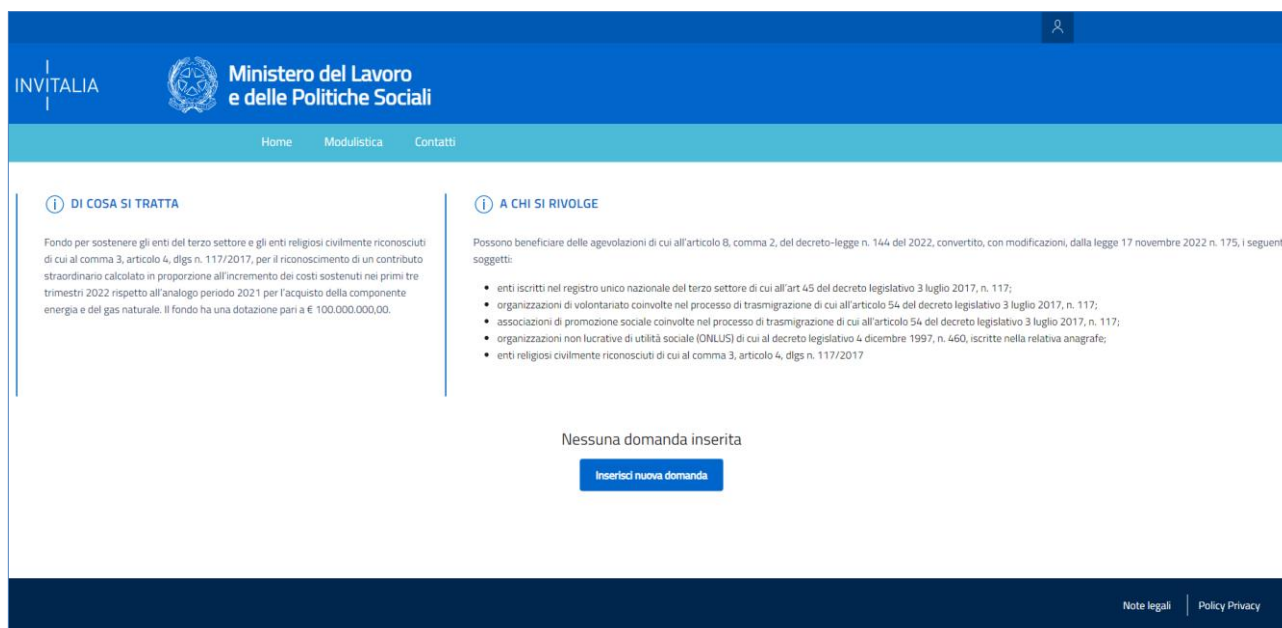 INVITALIA
Ministero del Lavoro
e delle Politiche Sociali
Home Modulistica Contatti
DI COSA SI TRATTA
Fondo per sostenere gli enti del terzo settore e gli enti religiosi civilmente riconosciuti
di cui al comma 3, articolo 4, dlgs n. 117/2017, per il riconoscimento di un contributo
straordinario calcolato in proporzione all'incremento dei costi sostenuti nei primi tre
trimestri 2022 rispetto all'analogo periodo 2021 per l'acquisto della componente
energia e del gas naturale. Il fondo ha una dotazione pari a € 100.000.000,00.
A CHI SI RIVOLGE
Possono beneficiare delle agevolazioni di cui all'articolo 8, comma 2, del decreto-legge n. 144 del 2022, convertito, con modificazioni, dalla legge 17 novembre 2022 n. 175, i seguent
soggetti:
• enti iscritti nel registro unico nazionale del terzo settore di cui all'art 45 del decreto legislativo 3 luglio 2017, n. 117;
• organizzazioni di volontariato coinvolte nel processo di trasmigrazione di cui all'articolo 54 del decreto legislativo 3 luglio 2017, n. 117;
• associazioni di promozione sociale coinvolte nel processo di trasmigrazione di cui all'articolo 54 del decreto legislativo 3 luglio 2017, n. 117;
• organizzazioni non lucrative di utilità sociale (ONLUS) di cui al decreto legislativo 4 dicembre 1997, n. 460, iscritte nella relativa anagrafe;
• enti religiosi civilmente riconosciuti di cui al comma 3, articolo 4, dlgs n. 117/2017
Nessuna domanda inserita
Inserisci nuova domanda
Note legali Policy Privacy